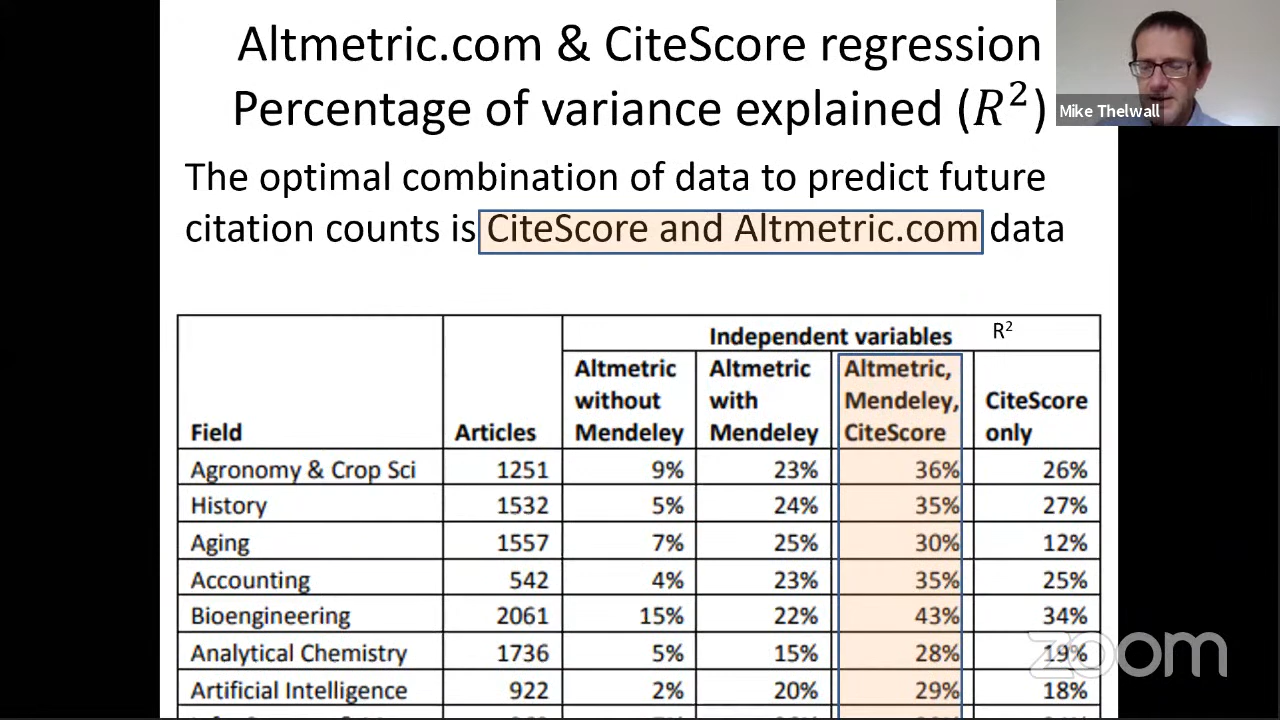 Altmetric.com & CiteScore regression
Percentage of variance explained (R²)
Mike Thelwall
The optimal combination of data to predict future
citation counts is CiteScore and Altmetric.com data
Independent variables R²
Field Articles Altmetric without Mendeley Altmetric with Mendeley Altmetric, Mendeley, CiteScore CiteScore only
Agronomy & Crop Sci 1251 9% 23% 36% 26%
History 1532 5% 24% 35% 27%
Aging 1557 7% 25% 30% 12%
Accounting 542 4% 23% 35% 25%
Bioengineering 2061 15% 22% 43% 34%
Analytical Chemistry 1736 5% 15% 28% 19%
Artificial Intelligence 922 2% 20% 29% 18%
zoom